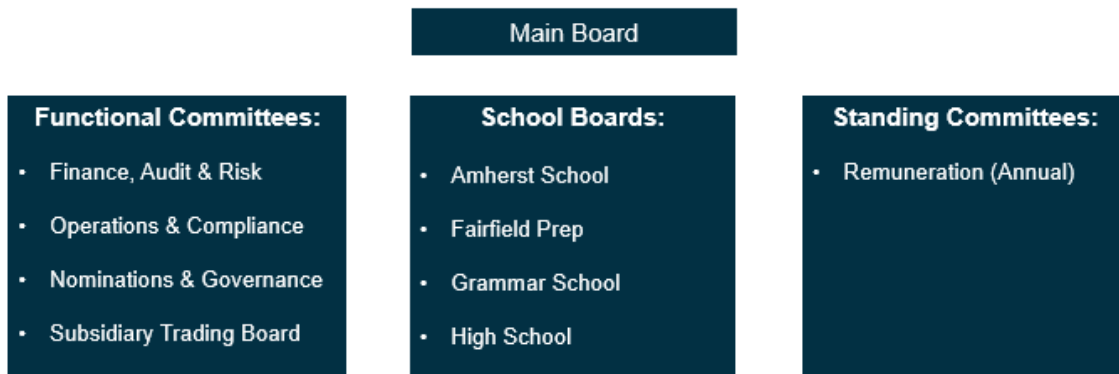 Main Board
Functional Committees:
• Finance, Audit & Risk
• Operations & Compliance
• Nominations & Governance
• Subsidiary Trading Board
School Boards:
• Amherst School
• Fairfield Prep
• Grammar School
• High School
Standing Committees:
• Remuneration (Annual)